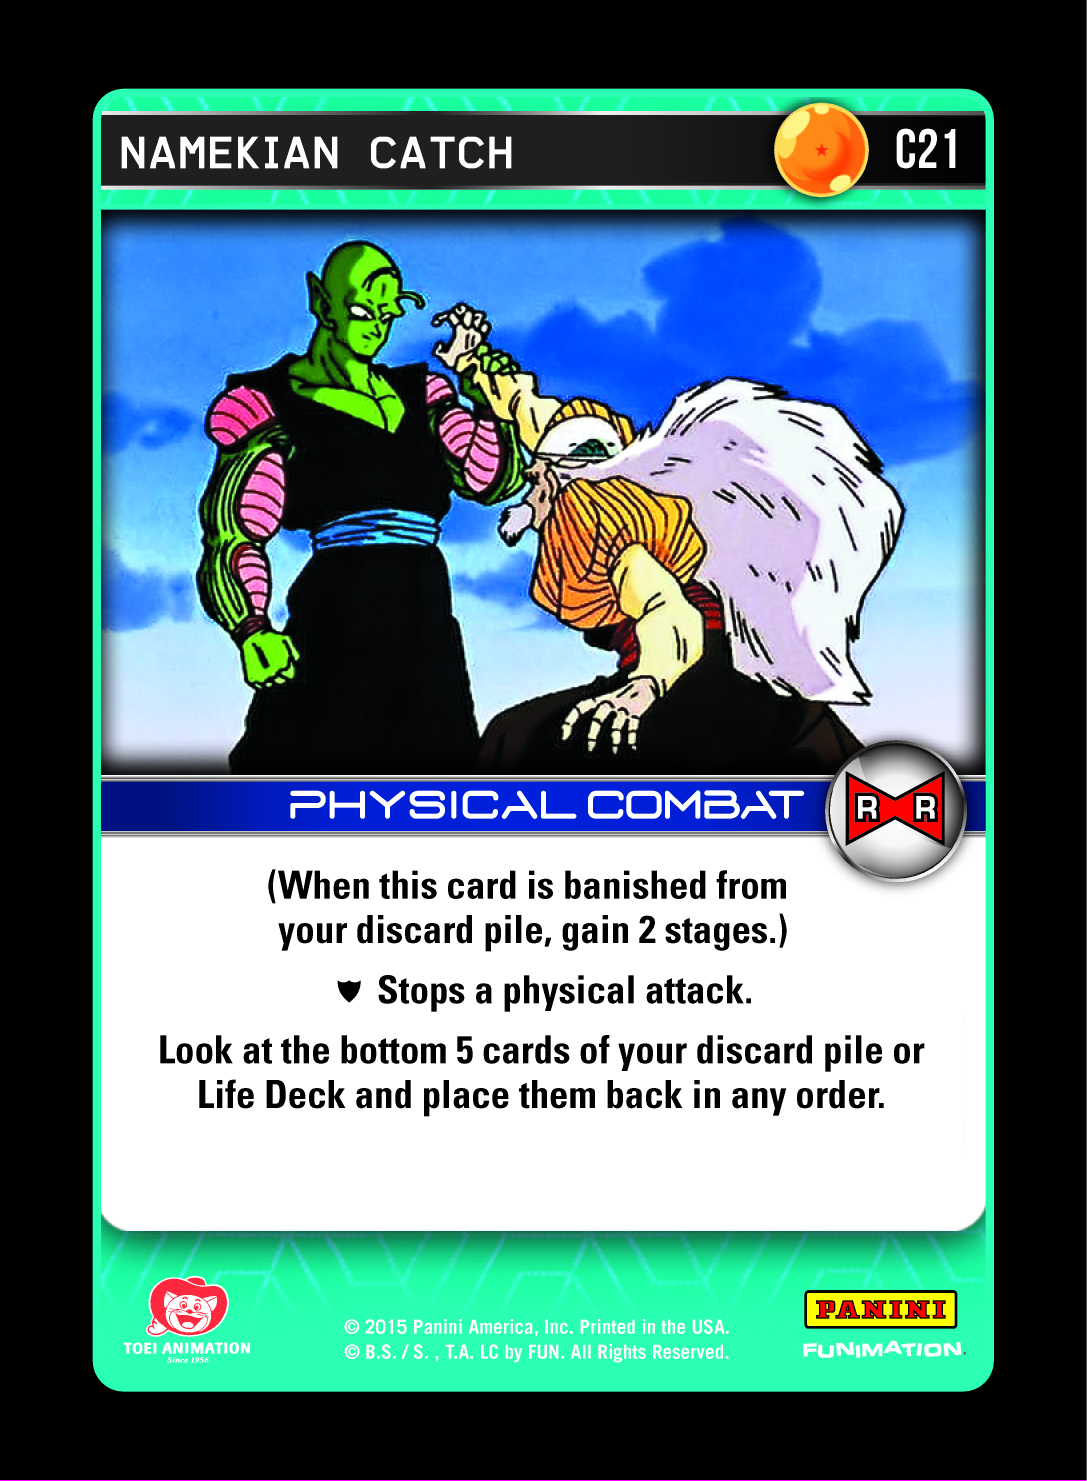 NAMEKIAN CATCH
C21
PHYSICAL COMBAT
R R
(When this card is banished from
your discard pile, gain 2 stages.)
Stops a physical attack.
Look at the bottom 5 cards of your discard pile or
Life Deck and place them back in any order.
TOEI ANIMATION
Since 1956
© 2015 Panini America, Inc. Printed in the USA.
© B.S. / S. , T.A. LC by FUN. All Rights Reserved.
PANINI
FUNIMATION.